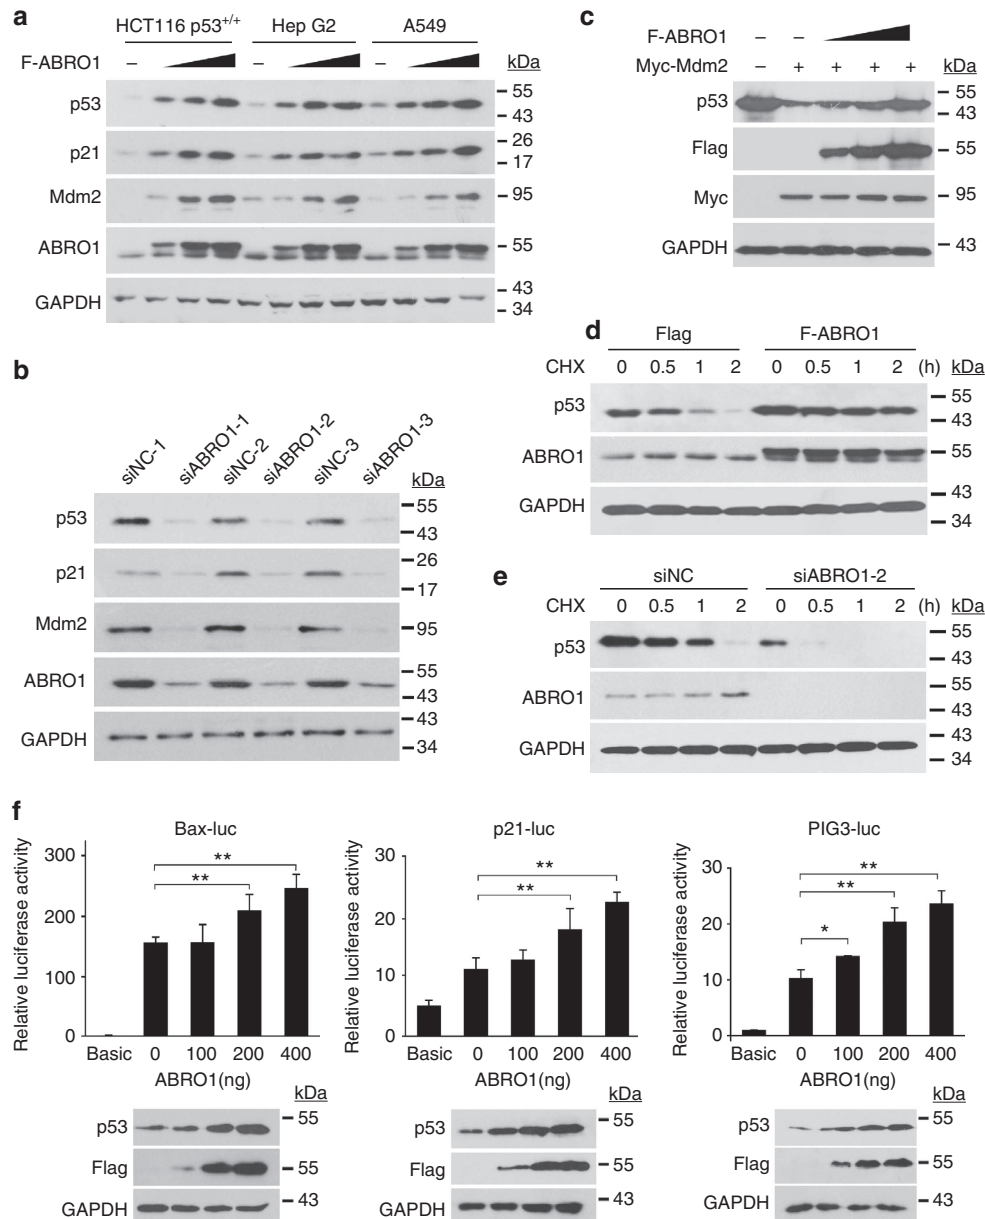 a
HCT116 p53+/+ Hep G2 A549
F-ABRO1 – – – kDa
p53 55 43
p21 26 17
Mdm2 95
ABRO1 55
GAPDH 43 34
b
siNC-1 siABRO1-1 siNC-2 siABRO1-2 siNC-3 siABRO1-3 kDa
p53 55 43
p21 26 17
Mdm2 95
ABRO1 55 43
GAPDH 43 34
c
F-ABRO1 – –
Myc-Mdm2 – + + + + kDa
p53 55 43
Flag 55
Myc 95
GAPDH 43
d
Flag F-ABRO1
CHX 0 0.5 1 2 0 0.5 1 2 (h) kDa
p53 55 43
ABRO1 55
GAPDH 43 34
e
siNC siABRO1-2
CHX 0 0.5 1 2 0 0.5 1 2 (h) kDa
p53 55 43
ABRO1 55 43
GAPDH 43 34
f
Bax-luc
Relative luciferase activity
300
200
100
0
** **
Basic 0 100 200 400
ABRO1(ng)
kDa
p53 55
Flag 55
GAPDH 43
p21-luc
Relative luciferase activity
30
20
10
0
** **
Basic 0 100 200 400
ABRO1(ng)
kDa
p53 55
Flag 55
GAPDH 43
PIG3-luc
Relative luciferase activity
30
20
10
0
** ** *
Basic 0 100 200 400
ABRO1(ng)
kDa
p53 55
Flag 55
GAPDH 43